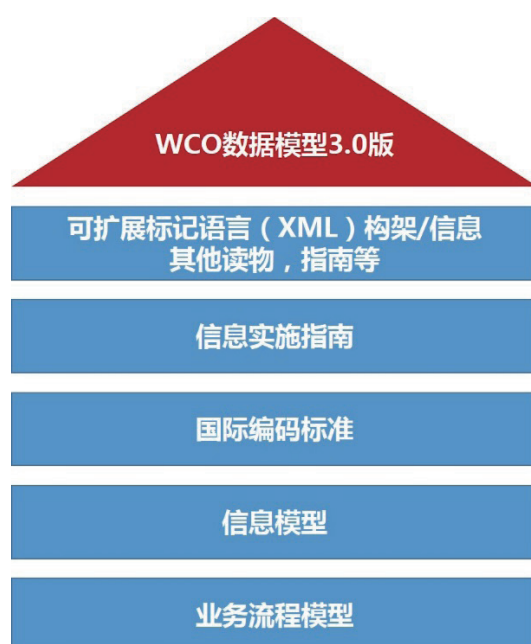 WCO数据模型3.0版
可扩展标记语言（XML）构架/信息
其他读物，指南等
信息实施指南
国际编码标准
信息模型
业务流程模型